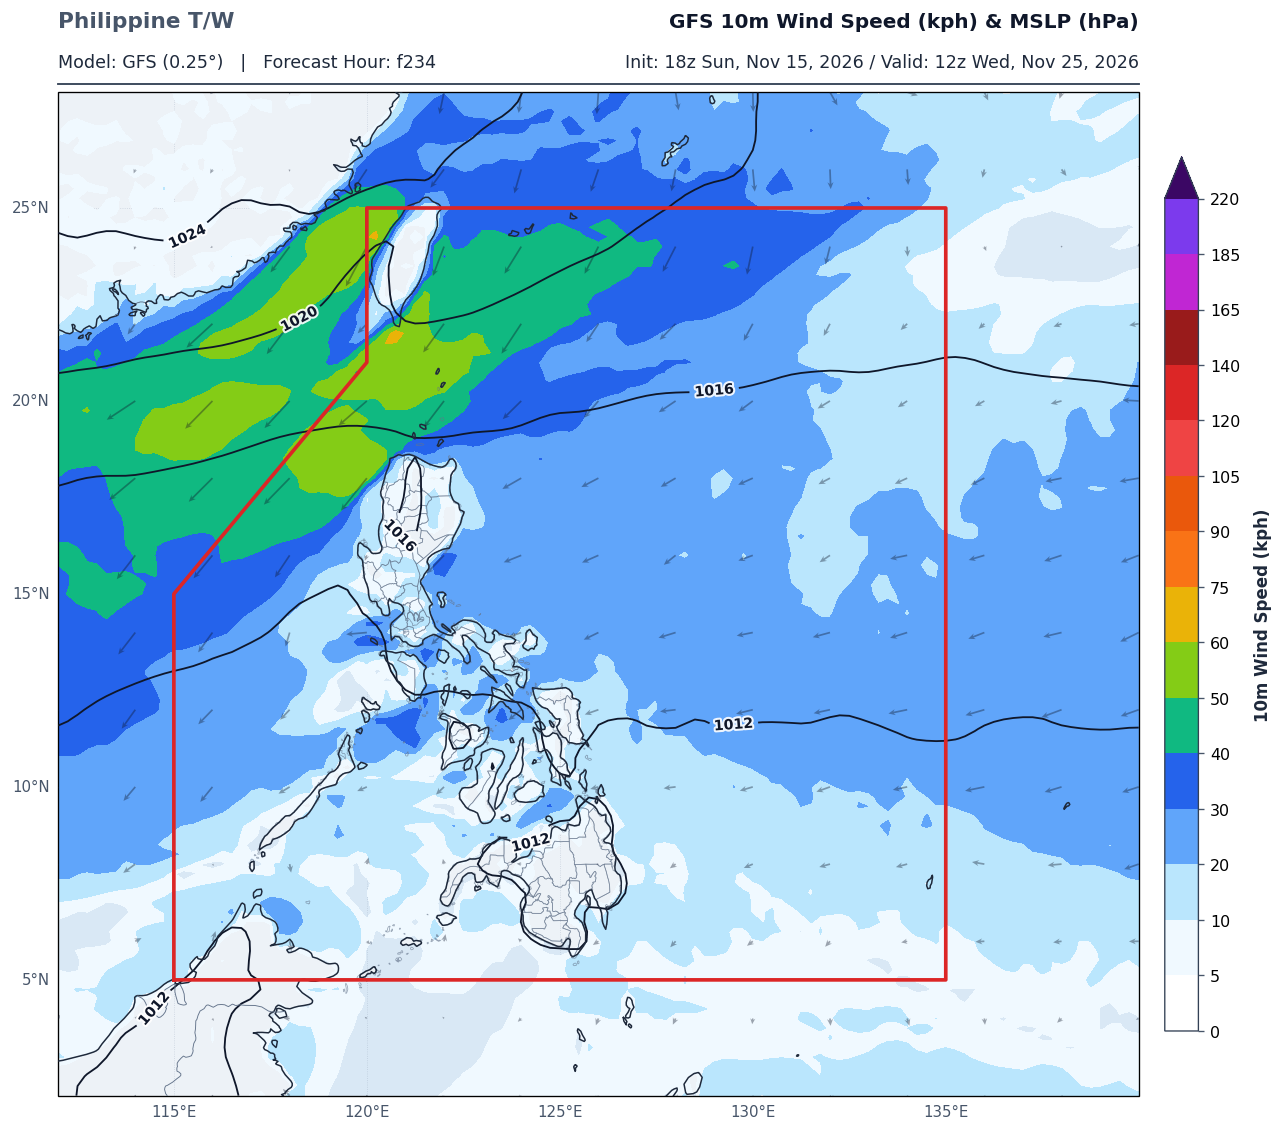 Philippine T/W
GFS 10m Wind Speed (kph) & MSLP (hPa)
Model: GFS (0.25°) | Forecast Hour: f234
Init: 18z Sun, Nov 15, 2026 / Valid: 12z Wed, Nov 25, 2026
25°N
20°N
15°N
10°N
5°N
115°E
120°E
125°E
130°E
135°E
1024
1020
1016
1016
1012
1012
1012
220
185
165
140
120
105
90
75
60
50
40
30
20
10
5
0
10m Wind Speed (kph)